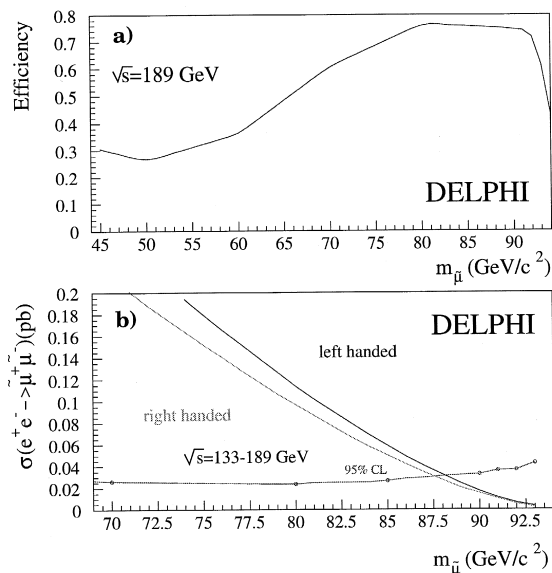 a)
√s=189 GeV
Efficiency
0.8
0.7
0.6
0.5
0.4
0.3
0.2
0.1
0
DELPHI
45 50 55 60 65 70 75 80 85 90
m_μ̃ (GeV/c²)
b)
DELPHI
σ(e⁺e⁻->μ̃⁺μ̃⁻)(pb)
0.2
0.18
0.16
0.14
0.12
0.1
0.08
0.06
0.04
0.02
0
left handed
right handed
√s=133-189 GeV
95% CL
70 72.5 75 77.5 80 82.5 85 87.5 90 92.5
m_μ̃ (GeV/c²)